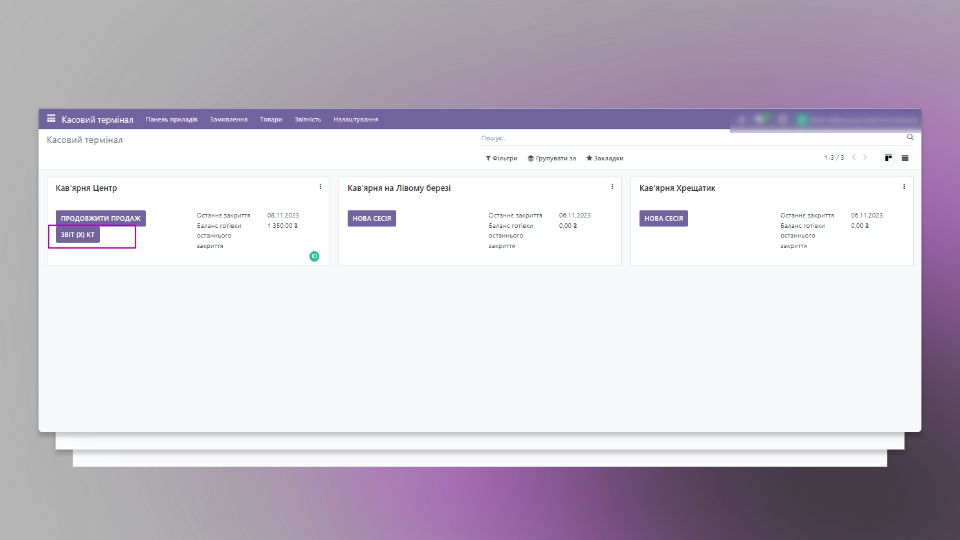 Касовий термінал Панель приладів Замовлення Товари Звітність Налаштування
Касовий термінал
Пошук...
Фільтри Групувати за Закладки
1-3 / 3
Кав'ярня Центр
ПРОДОВЖИТИ ПРОДАЖ
ЗВІТ (X) КТ
Останнє закриття 08.11.2023
Баланс готівки 1 350,00 ₴
останнього
закриття
Кав'ярня на Лівому березі
НОВА СЕСІЯ
Останнє закриття 06.11.2023
Баланс готівки 0,00 ₴
останнього
закриття
Кав'ярня Хрещатик
НОВА СЕСІЯ
Останнє закриття 06.11.2023
Баланс готівки 0,00 ₴
останнього
закриття